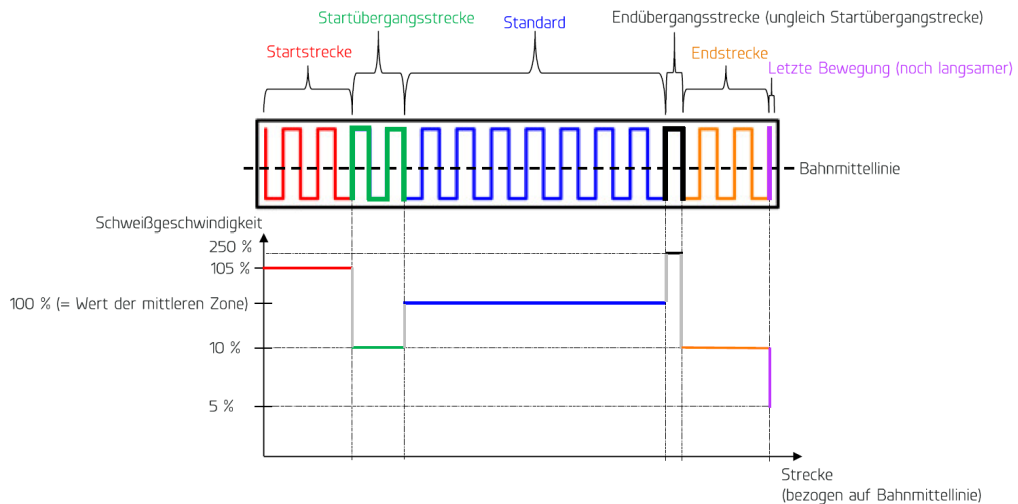 Startübergangsstrecke
Standard
Endübergangsstrecke (ungleich Startübergangstrecke)
Startstrecke
Endstrecke
Letzte Bewegung (noch langsamer)
Bahnmittellinie
Schweißgeschwindigkeit
250 %
105 %
100 % (= Wert der mittleren Zone)
10 %
5 %
Strecke
(bezogen auf Bahnmittellinie)